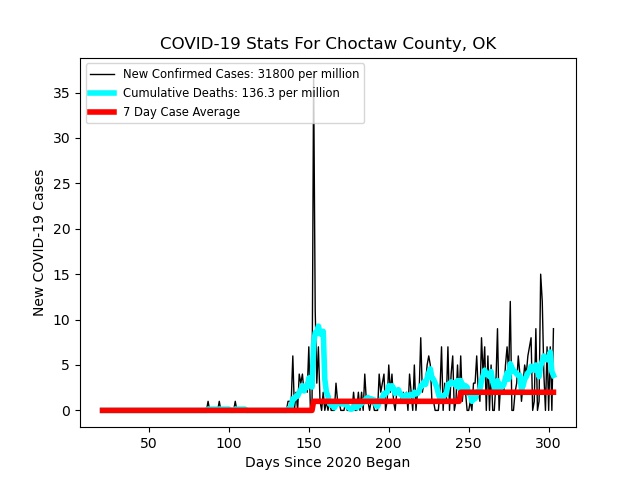 COVID-19 Stats For Choctaw County, OK
New Confirmed Cases: 31800 per million
Cumulative Deaths: 136.3 per million
7 Day Case Average
35
30
25
20
15
10
5
0
New COVID-19 Cases
50 100 150 200 250 300
Days Since 2020 Began